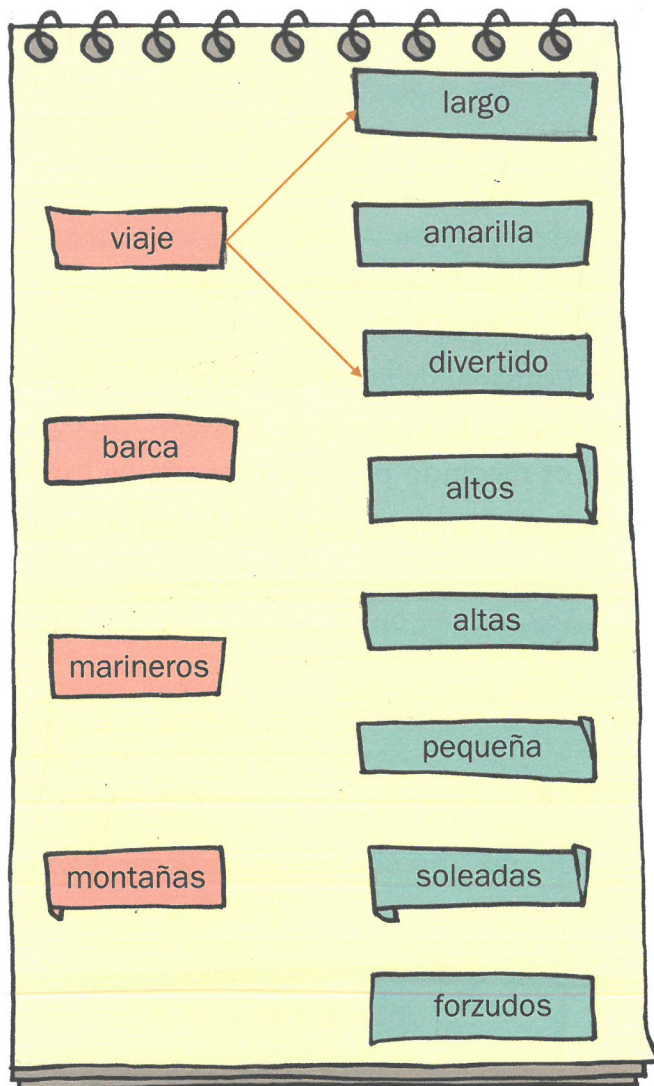 largo
viaje
amarilla
divertido
barca
altos
altas
marineros
pequeña
montañas
soleadas
forzudos